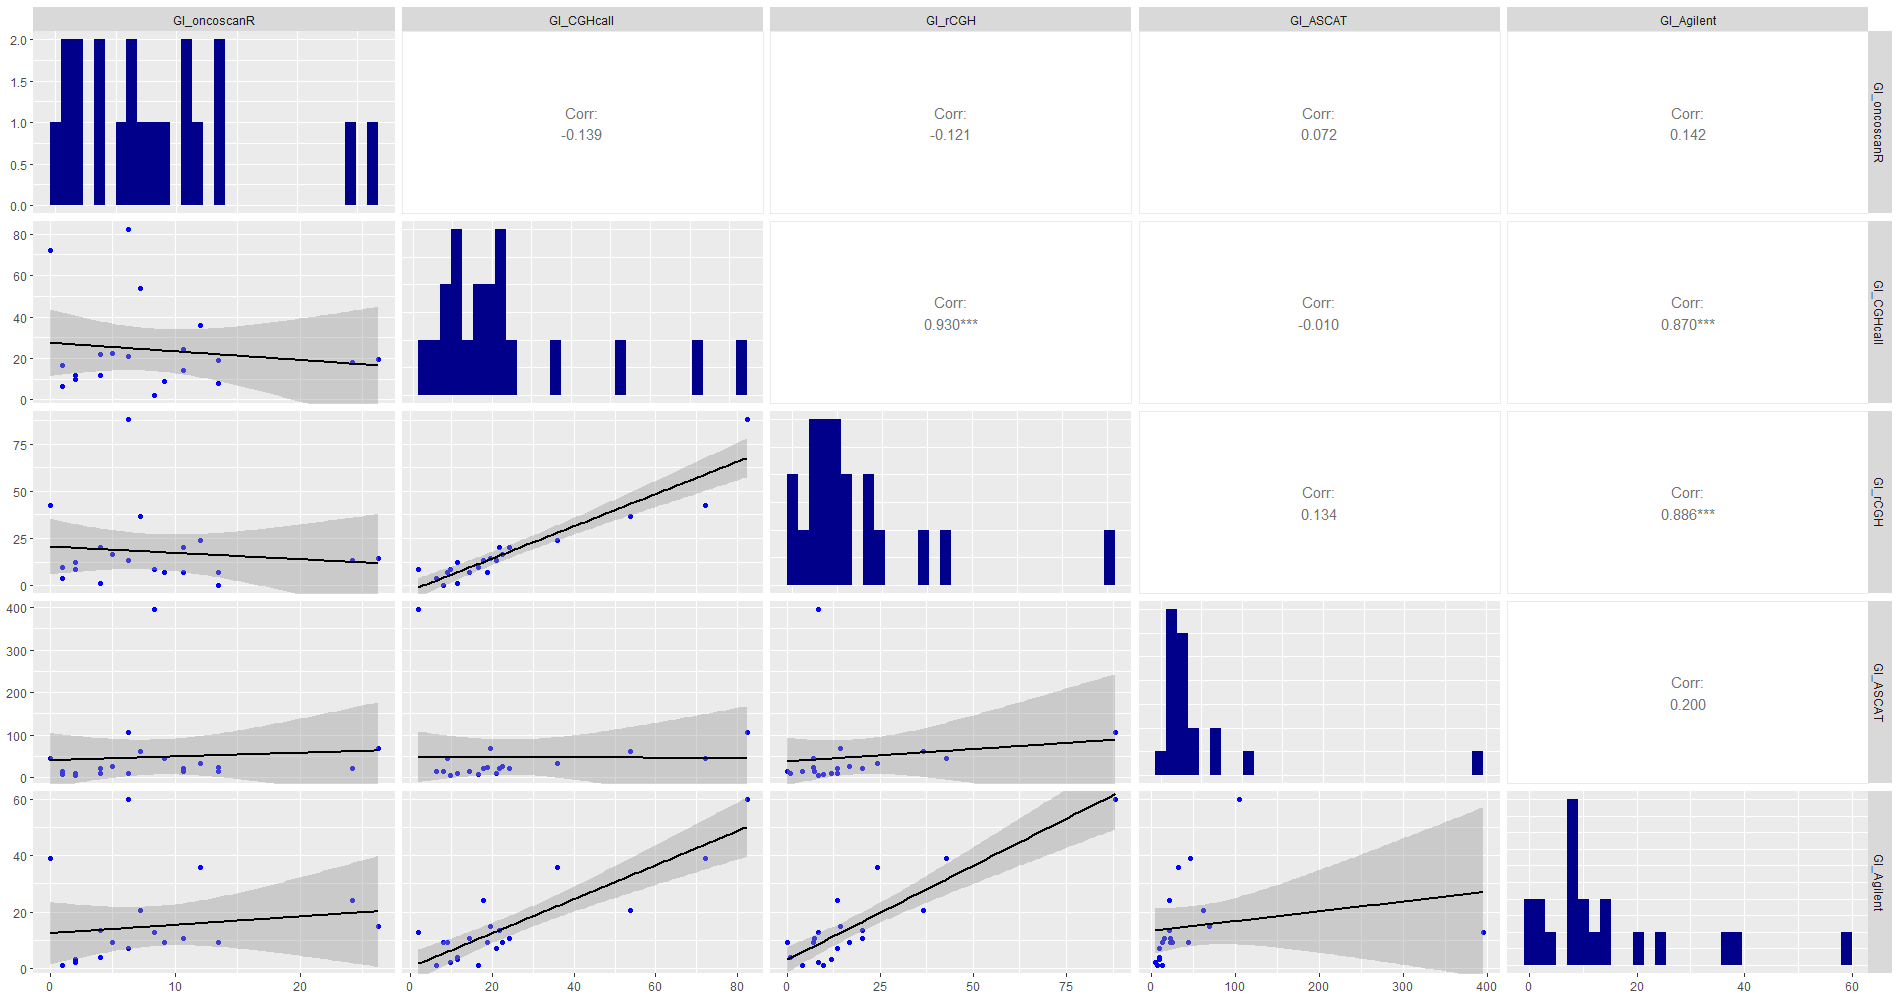 GI_oncoscanR GI_CGHcall GI_rCGH GI_ASCAT GI_Agilent
2.0
1.5
1.0
0.5
0.0
Corr:
-0.139
Corr:
-0.121
Corr:
0.072
Corr:
0.142
GI_oncoscanR
80
60
40
20
0
Corr:
0.930***
Corr:
-0.010
Corr:
0.870***
GI_CGHcall
75
50
25
0
Corr:
0.134
Corr:
0.886***
GI_rCGH
400
300
200
100
0
Corr:
0.200
GI_ASCAT
60
40
20
0
GI_Agilent
0 10 20 0 20 40 60 80 0 25 50 75 0 100 200 300 400 0 20 40 60